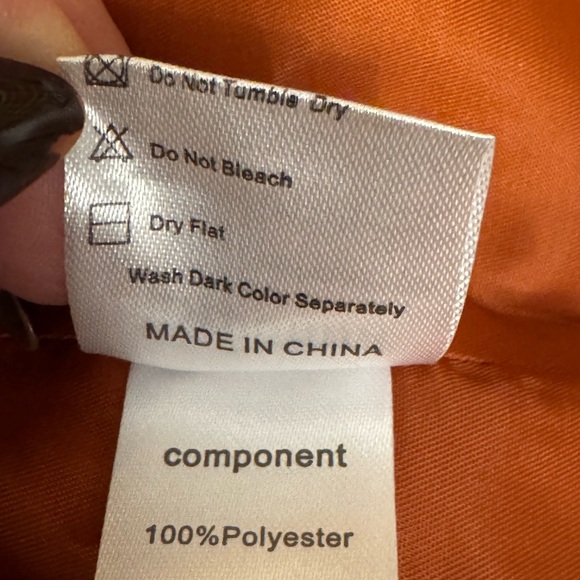 Do Not Tumble Dry
Do Not Bleach
Dry Flat
Wash Dark Color Separately
MADE IN CHINA
component
100%Polyester